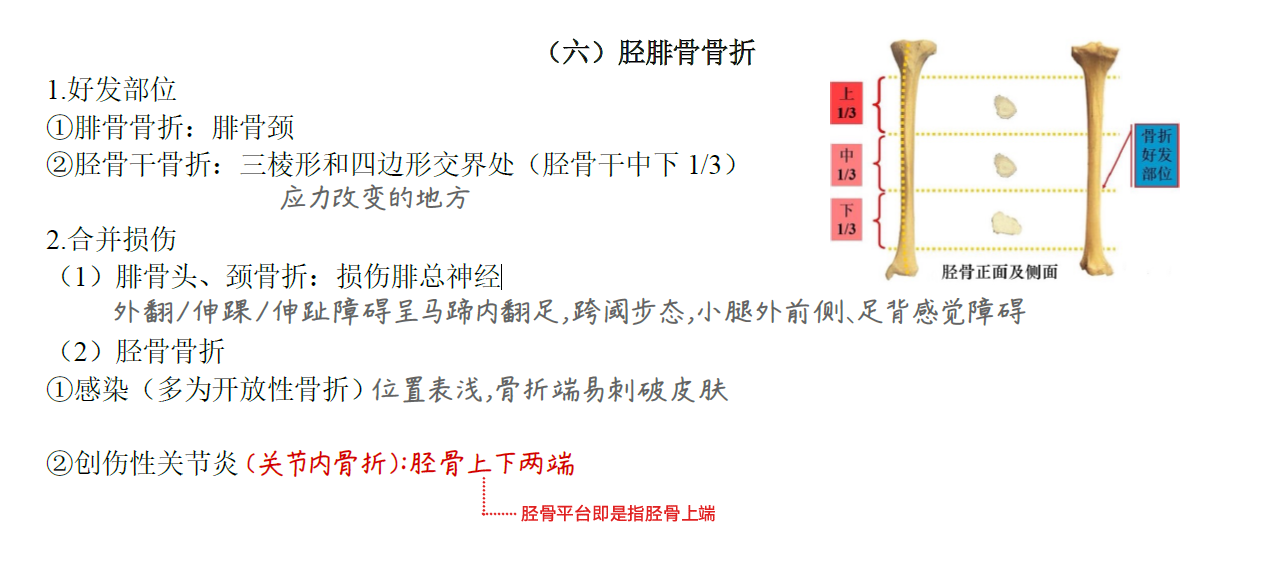 （六）胫腓骨骨折
1.好发部位
①腓骨骨折：腓骨颈
②胫骨干骨折：三棱形和四边形交界处（胫骨干中下 1/3）
应力改变的地方
2.合并损伤
（1）腓骨头、颈骨折：损伤腓总神经
外翻/伸踝/伸趾障碍呈马蹄内翻足,跨阈步态,小腿外前侧、足背感觉障碍
（2）胫骨骨折
①感染（多为开放性骨折）位置表浅,骨折端易刺破皮肤
②创伤性关节炎(关节内骨折):胫骨上下两端
胫骨平台即是指胫骨上端
上
1/3
中
1/3
下
1/3
骨折
好发
部位
胫骨正面及侧面